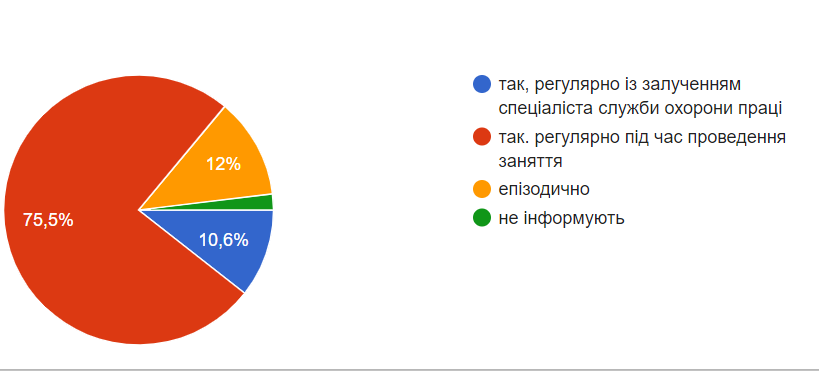 так, регулярно із залученням
спеціаліста служби охорони праці
так. регулярно під час проведення
заняття
епізодично
не інформують
12%
75,5%
10,6%